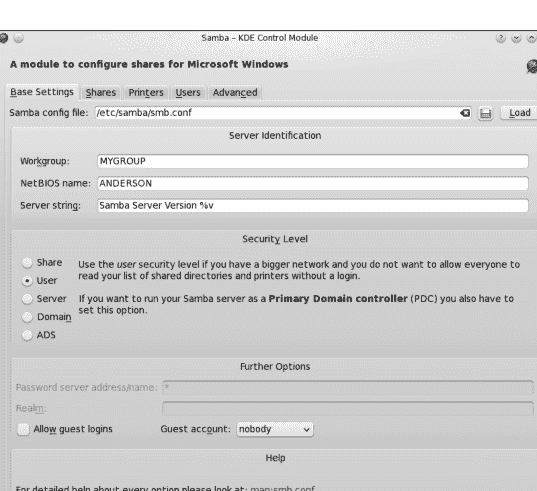 Samba – KDE Control Module
A module to configure shares for Microsoft Windows
Base Settings Shares Printers Users Advanced
Samba config file: /etc/samba/smb.conf Load
Server Identification
Workgroup: MYGROUP
NetBIOS name: ANDERSON
Server string: Samba Server Version %v
Security Level
Share
User
Server
Domain
ADS
Use the user security level if you have a bigger network and you do not want to allow everyone to
read your list of shared directories and printers without a login.
If you want to run your Samba server as a Primary Domain controller (PDC) you also have to
set this option.
Further Options
Password server address/name: *
Realm:
Allow guest logins Guest account: nobody
Help
For detailed help about every option please look at: man:smb.conf